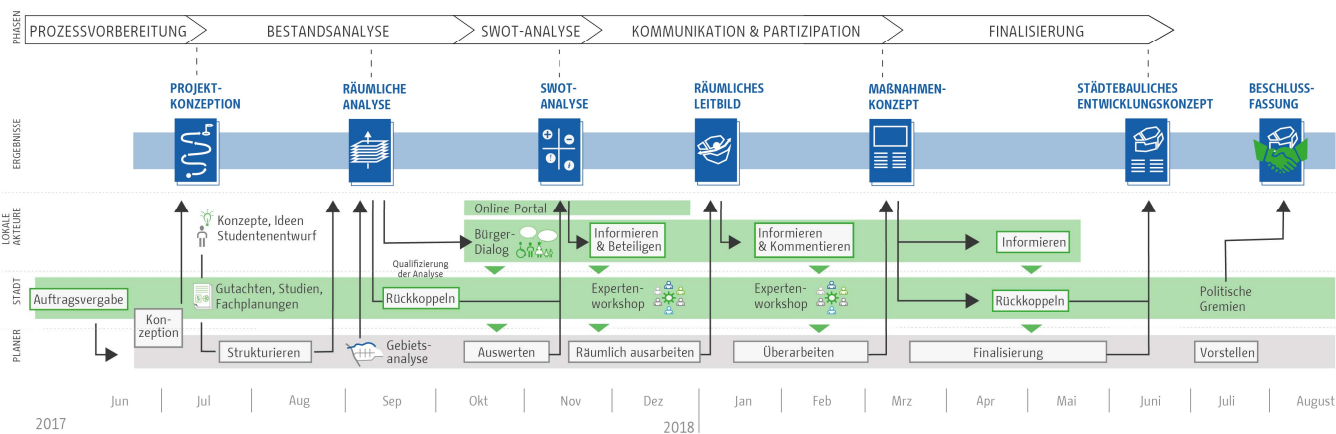 PHASEN
PROZESSVORBEREITUNG
BESTANDSANALYSE
SWOT-ANALYSE
KOMMUNIKATION & PARTIZIPATION
FINALISIERUNG
ERGEBNISSE
PROJEKT-
KONZEPTION
RÄUMLICHE
ANALYSE
SWOT-
ANALYSE
RÄUMLICHES
LEITBILD
MAẞNAHMEN-
KONZEPT
STÄDTEBAULICHES
ENTWICKLUNGSKONZEPT
BESCHLUSS-
FASSUNG
LOKALE
AKTEURE
Konzepte, Ideen
Studentenentwurf
Online Portal
Bürger-
Dialog
Informieren
& Beteiligen
Informieren
& Kommentieren
Informieren
STADT
Auftragsvergabe
Gutachten, Studien,
Fachplanungen
Qualifizierung
der Analyse
Rückkoppeln
Experten-
workshop
Experten-
workshop
Rückkoppeln
Politische
Gremien
PLANER
Kon-
zeption
Strukturieren
Gebiets-
analyse
Auswerten
Räumlich ausarbeiten
Überarbeiten
Finalisierung
Vorstellen
Jun
Jul
Aug
Sep
Okt
Nov
Dez
Jan
Feb
Mrz
Apr
Mai
Juni
Juli
August
2017
2018